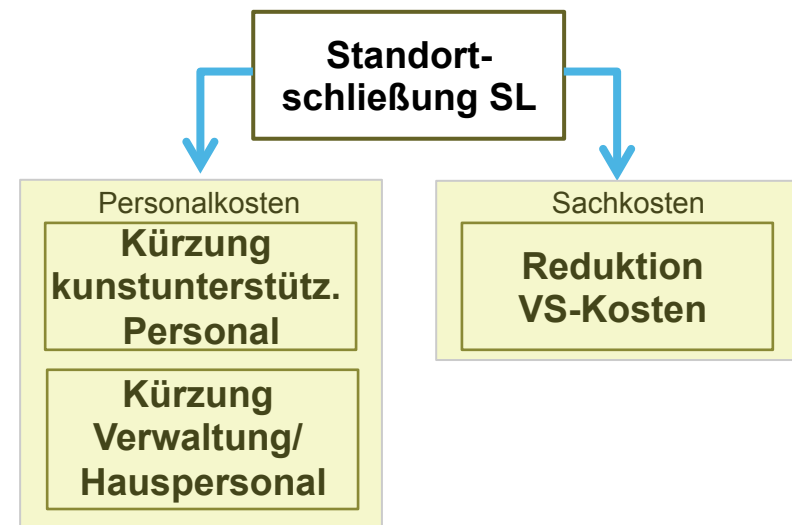 Standort-
schließung SL
Personalkosten
Kürzung
kunstunterstütz.
Personal
Kürzung
Verwaltung/
Hauspersonal
Sachkosten
Reduktion
VS-Kosten